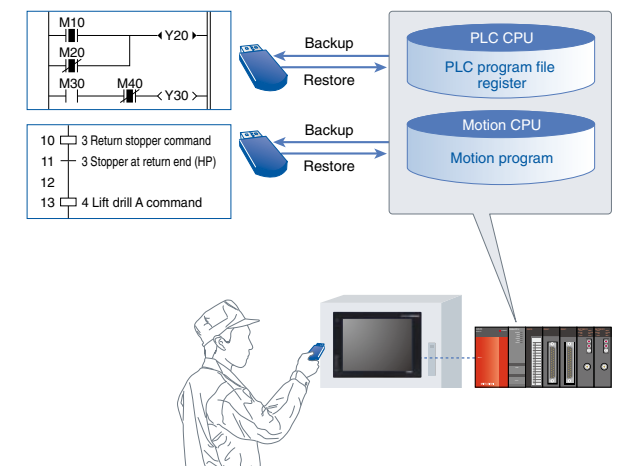 M10
Y20
M20
M30 M40
Y30
Backup
Restore
PLC CPU
PLC program file
register
10 3 Return stopper command
11 3 Stopper at return end (HP)
12
13 4 Lift drill A command
Backup
Restore
Motion CPU
Motion program